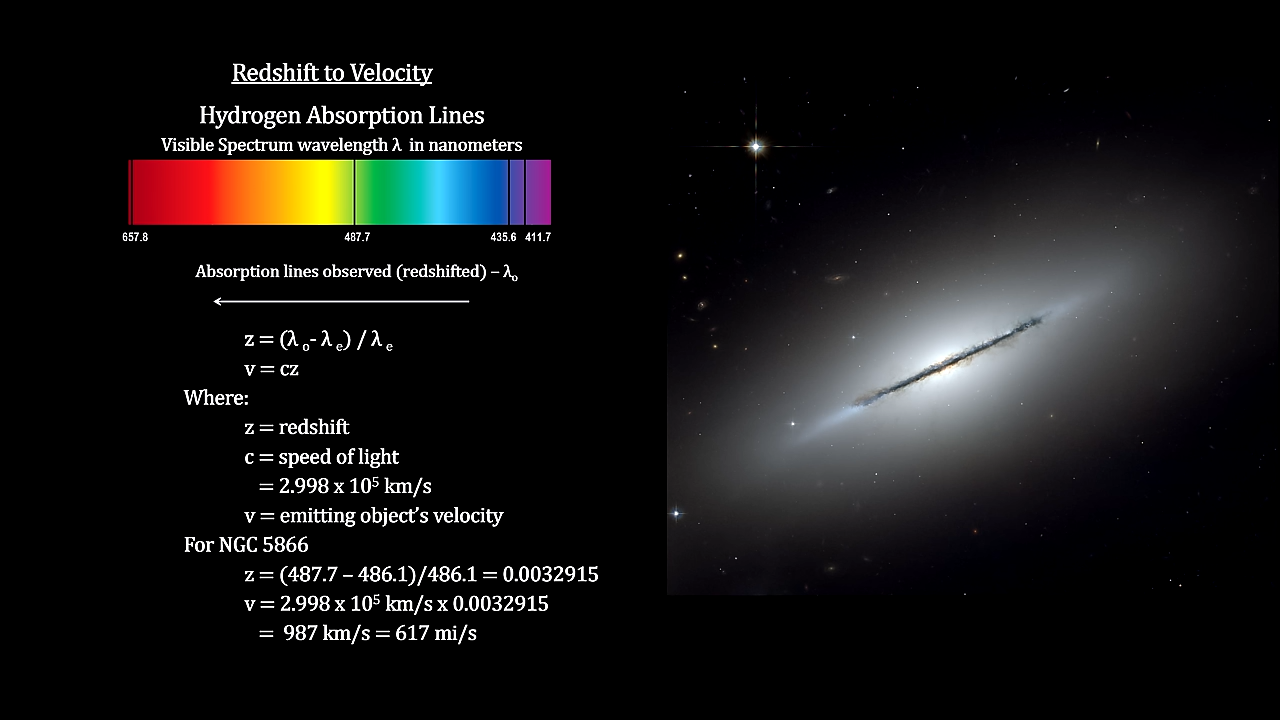 Redshift to Velocity
Hydrogen Absorption Lines
Visible Spectrum wavelength λ in nanometers
657.8 487.7 435.6 411.7
Absorption lines observed (redshifted) – λₒ
z = (λₒ- λₑ) / λₑ
v = cz
Where:
z = redshift
c = speed of light
= 2.998 x 10⁵ km/s
v = emitting object’s velocity
For NGC 5866
z = (487.7 – 486.1)/486.1 = 0.0032915
v = 2.998 x 10⁵ km/s x 0.0032915
= 987 km/s = 617 mi/s